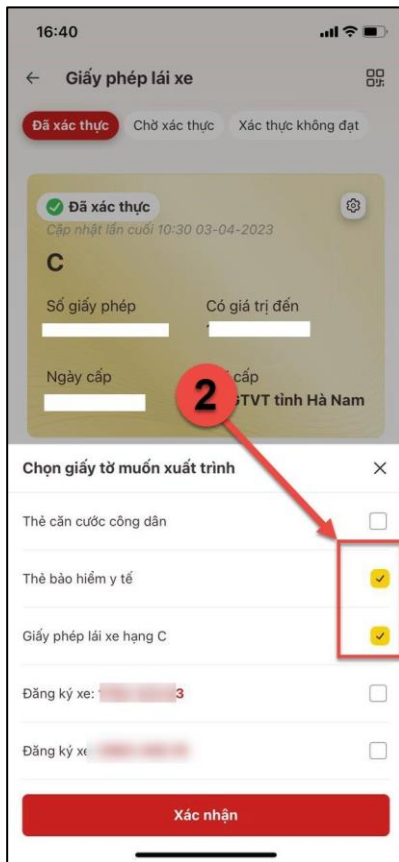 16:40
Giấy phép lái xe
Đã xác thực Chờ xác thực Xác thực không đạt
Đã xác thực
Cập nhật lần cuối 10:30 03-04-2023
C
Số giấy phép Có giá trị đến
Ngày cấp cấp
2
GTVT tỉnh Hà Nam
Chọn giấy tờ muốn xuất trình
Thẻ căn cước công dân
Thẻ bảo hiểm y tế
Giấy phép lái xe hạng C
Đăng ký xe: 3
Đăng ký xe
Xác nhận